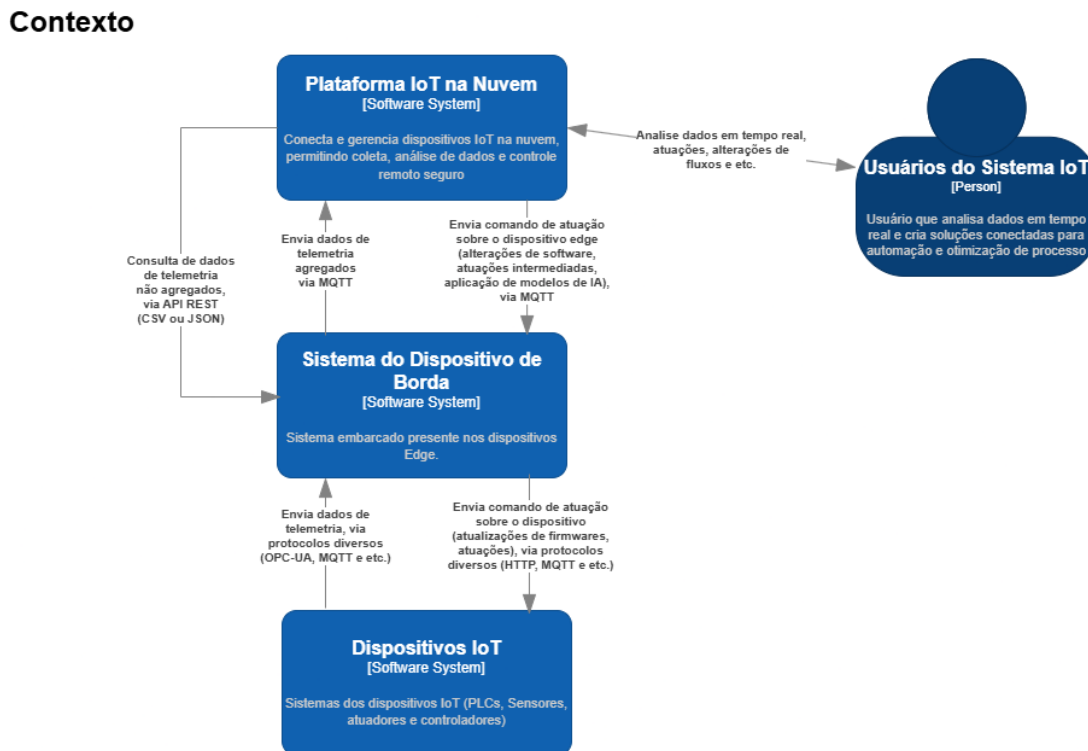 Contexto
Plataforma IoT na Nuvem
[Software System]
Conecta e gerencia dispositivos IoT na nuvem,
permitindo coleta, análise de dados e controle
remoto seguro
Analise dados em tempo real,
atuações, alterações de
fluxos e etc.
Usuários do Sistema IoT
[Person]
Usuário que analisa dados em tempo
real e cria soluções conectadas para
automação e otimização de processo
Consulta de dados
de telemetria
não agregados,
via API REST
(CSV ou JSON)
Envia dados de
telemetria
agregados
via MQTT
Envia comando de atuação
sobre o dispositivo edge
(alterações de software,
atuações intermediadas,
aplicação de modelos de IA),
via MQTT
Sistema do Dispositivo de
Borda
[Software System]
Sistema embarcado presente nos dispositivos
Edge.
Envia dados de
telemetria, via
protocolos diversos
(OPC-UA, MQTT e etc.)
Envia comando de atuação
sobre o dispositivo
(atualizações de firmwares,
atuações), via protocolos
diversos (HTTP, MQTT e etc.)
Dispositivos IoT
[Software System]
Sistemas dos dispositivos IoT (PLCs, Sensores,
atuadores e controladores)